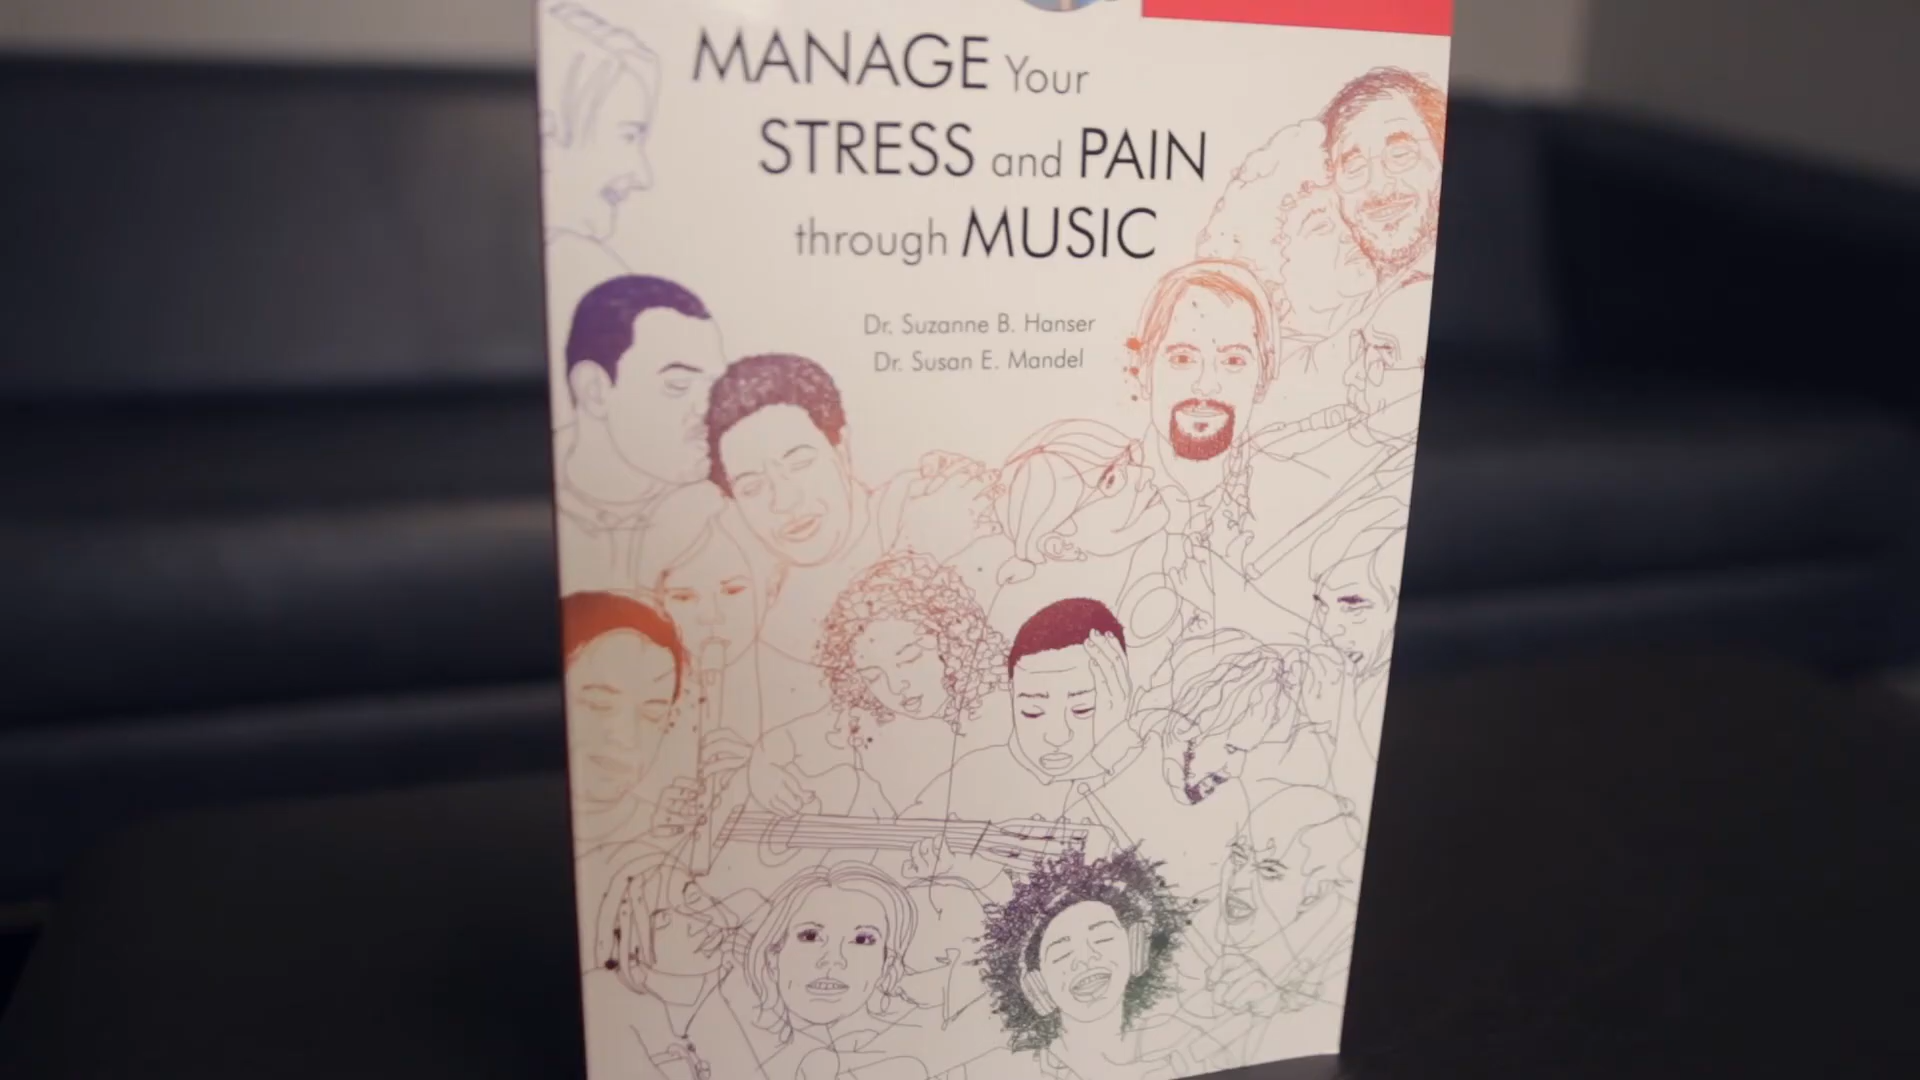 MANAGE Your
STRESS and PAIN
through MUSIC
Dr. Suzanne B. Hanser
Dr. Susan E. Mandel